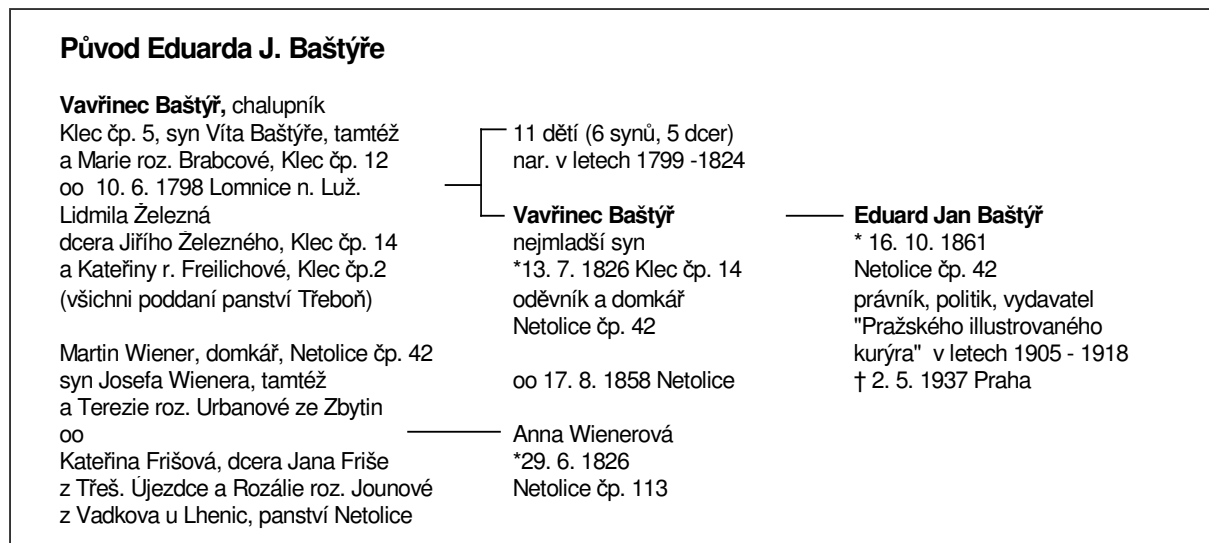 Původ Eduarda J. Baštýře
Vavřinec Baštýř, chalupník
Klec čp. 5, syn Víta Baštýře, tamtéž
a Marie roz. Brabcové, Klec čp. 12
oo 10. 6. 1798 Lomnice n. Luž.
Lidmila Železná
dcera Jiřího Železného, Klec čp. 14
a Kateřiny r. Freilichové, Klec čp.2
(všichni poddaní panství Třeboň)
Martin Wiener, domkář, Netolice čp. 42
syn Josefa Wienera, tamtéž
a Terezie roz. Urbanové ze Zbytin
oo
Kateřina Frišová, dcera Jana Friše
z Třeš. Újezdce a Rozálie roz. Jounové
z Vadkova u Lhenic, panství Netolice
11 dětí (6 synů, 5 dcer)
nar. v letech 1799 -1824
Vavřinec Baštýř
nejmladší syn
*13. 7. 1826 Klec čp. 14
oděvník a domkář
Netolice čp. 42
oo 17. 8. 1858 Netolice
Anna Wienerová
*29. 6. 1826
Netolice čp. 113
Eduard Jan Baštýř
* 16. 10. 1861
Netolice čp. 42
právník, politik, vydavatel
"Pražského illustrovaného
kurýra" v letech 1905 - 1918
† 2. 5. 1937 Praha